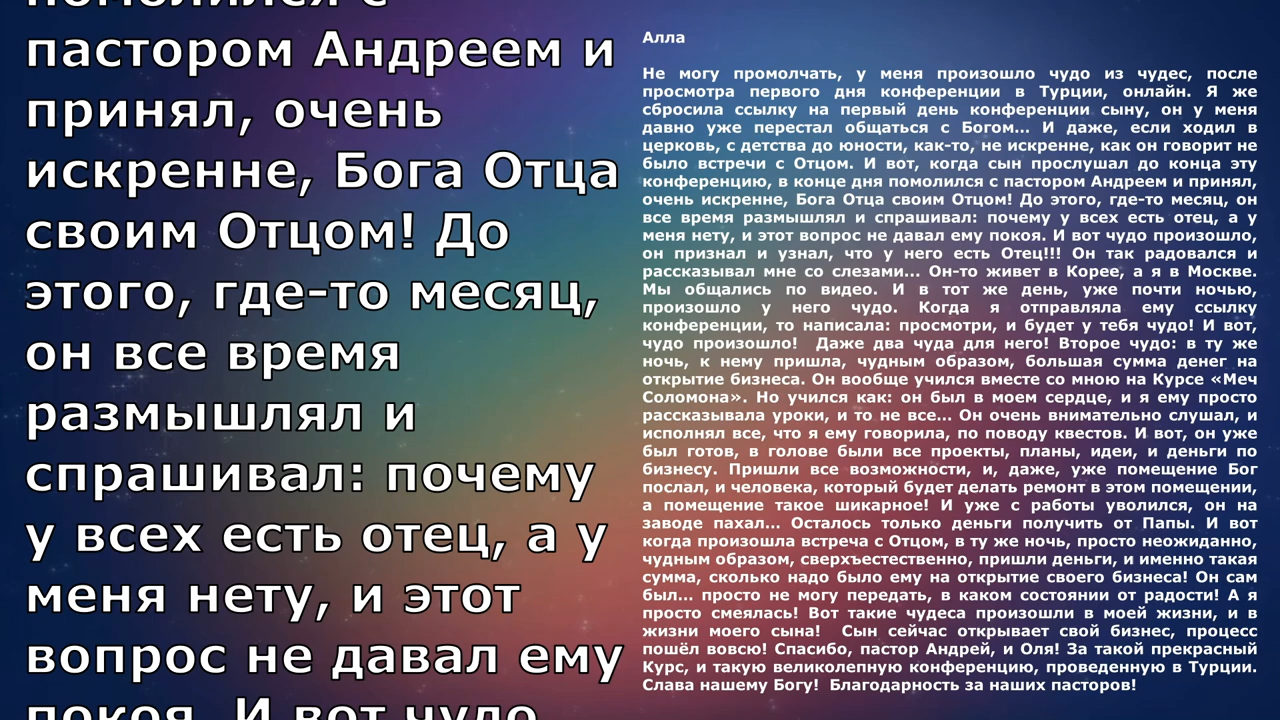 помолился с
пастором Андреем и
принял, очень
искренне, Бога Отца
своим Отцом! До
этого, где-то месяц,
он все время
размышлял и
спрашивал: почему
у всех есть отец, а у
меня нету, и этот
вопрос не давал ему
покоя. И вот чудо
Алла
Не могу промолчать, у меня произошло чудо из чудес, после
просмотра первого дня конференции в Турции, онлайн. Я же
сбросила ссылку на первый день конференции сыну, он у меня
давно уже перестал общаться с Богом... И даже, если ходил в
церковь, с детства до юности, как-то, не искренне, как он говорит не
было встречи с Отцом. И вот, когда сын прослушал до конца эту
конференцию, в конце дня помолился с пастором Андреем и принял,
очень искренне, Бога Отца своим Отцом! До этого, где-то месяц, он
все время размышлял и спрашивал: почему у всех есть отец, а у
меня нету, и этот вопрос не давал ему покоя. И вот чудо произошло,
он признал и узнал, что у него есть Отец!!! Он так радовался и
рассказывал мне со слезами... Он-то живет в Корее, а я в Москве.
Мы общались по видео. И в тот же день, уже почти ночью,
произошло у него чудо. Когда я отправляла ему ссылку
конференции, то написала: просмотри, и будет у тебя чудо! И вот,
чудо произошло!  Даже два чуда для него! Второе чудо: в ту же
ночь, к нему пришла, чудным образом, большая сумма денег на
открытие бизнеса. Он вообще учился вместе со мною на Курсе «Меч
Соломона». Но учился как: он был в моем сердце, и я ему просто
рассказывала уроки, и то не все... Он очень внимательно слушал, и
исполнял все, что я ему говорила, по поводу квестов. И вот, он уже
был готов, в голове были все проекты, планы, идеи, и деньги по
бизнесу. Пришли все возможности, и, даже, уже помещение Бог
послал, и человека, который будет делать ремонт в этом помещении,
а помещение такое шикарное! И уже с работы уволился, он на
заводе пахал... Осталось только деньги получить от Папы. И вот
когда произошла встреча с Отцом, в ту же ночь, просто неожиданно,
чудным образом, сверхъестественно, пришли деньги, и именно такая
сумма, сколько надо было ему на открытие своего бизнеса! Он сам
был... просто не могу передать, в каком состоянии от радости! А я
просто смеялась! Вот такие чудеса произошли в моей жизни, и в
жизни моего сына!  Сын сейчас открывает свой бизнес, процесс
пошёл вовсю! Спасибо, пастор Андрей, и Оля! За такой прекрасный
Курс, и такую великолепную конференцию, проведенную в Турции.
Слава нашему Богу!  Благодарность за наших пасторов!